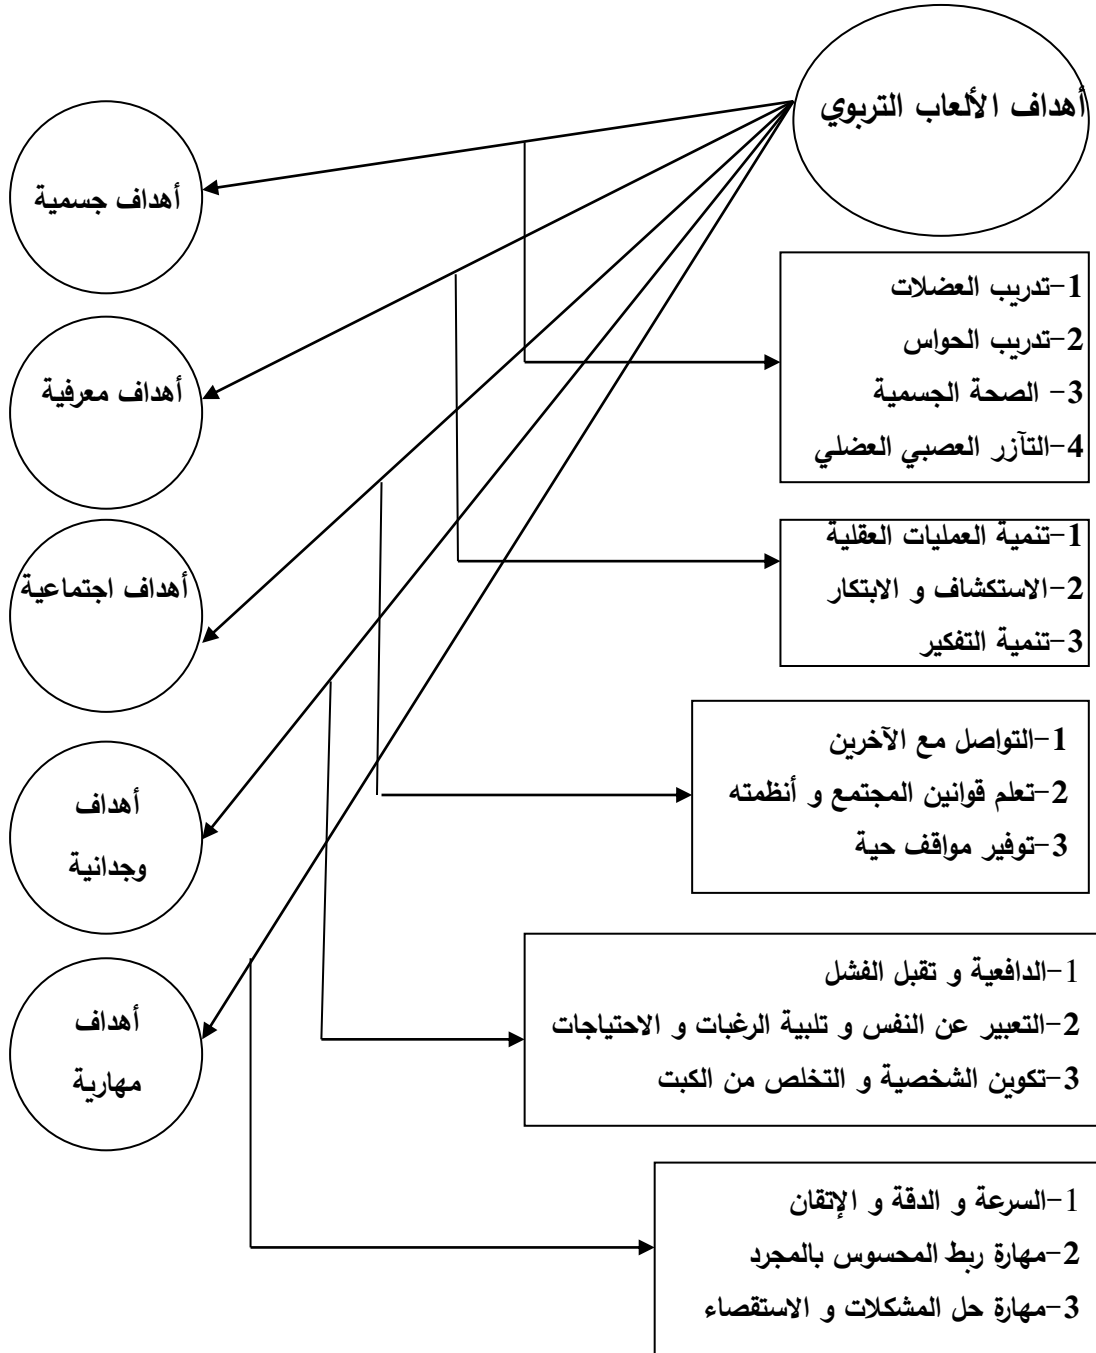 أهداف الألعاب التربوي
أهداف جسمية
1-تدريب العضلات
2-تدريب الحواس
3- الصحة الجسمية
4-التآزر العصبي العضلي
أهداف معرفية
1-تنمية العمليات العقلية
2-الاستكشاف و الابتكار
3-تنمية التفكير
أهداف اجتماعية
1-التواصل مع الآخرين
2-تعلم قوانين المجتمع و أنظمته
3-توفير مواقف حية
أهداف
وجدانية
1-الدافعية و تقبل الفشل
2-التعبير عن النفس و تلبية الرغبات و الاحتياجات
3-تكوين الشخصية و التخلص من الكبت
أهداف
مهارية
1-السرعة و الدقة و الإتقان
2-مهارة ربط المحسوس بالمجرد
3-مهارة حل المشكلات و الاستقصاء